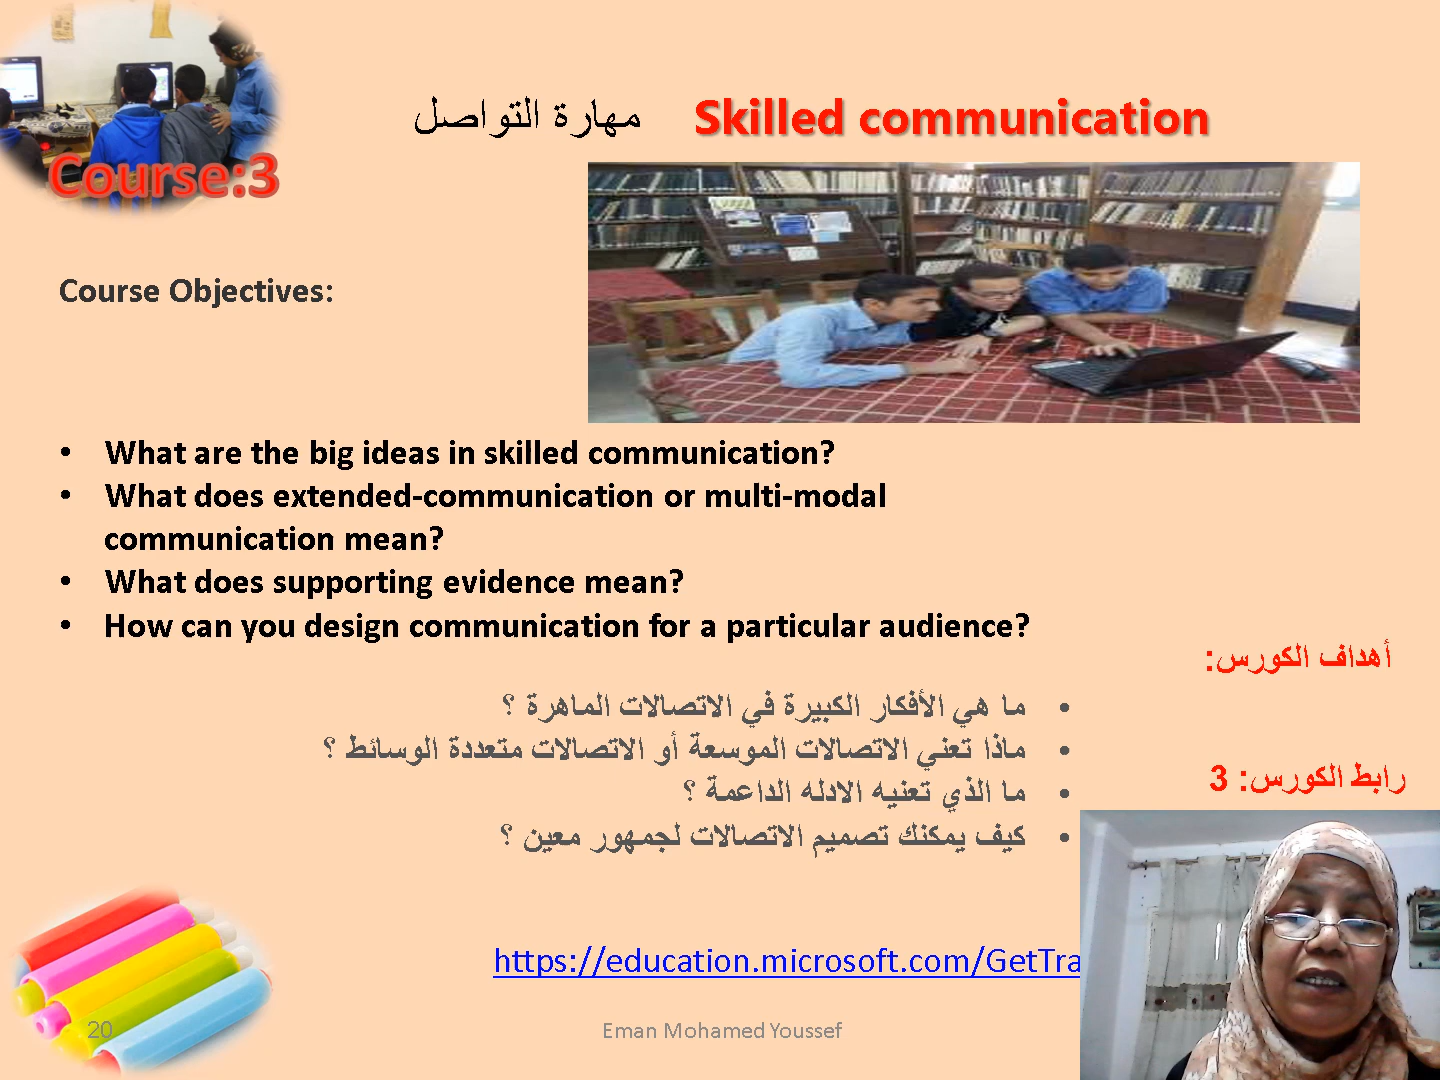 مهارة التواصل Skilled communication
Course:3
Course Objectives:
• What are the big ideas in skilled communication?
• What does extended-communication or multi-modal
communication mean?
• What does supporting evidence mean?
• How can you design communication for a particular audience?
أهداف الكورس:
• ما هي الأفكار الكبيرة في الاتصالات الماهرة ؟
• ماذا تعني الاتصالات الموسعة أو الاتصالات متعددة الوسائط ؟
• ما الذي تعنيه الادله الداعمة ؟
• كيف يمكنك تصميم الاتصالات لجمهور معين ؟
رابط الكورس: 3
https://education.microsoft.com/GetTra
20
Eman Mohamed Youssef